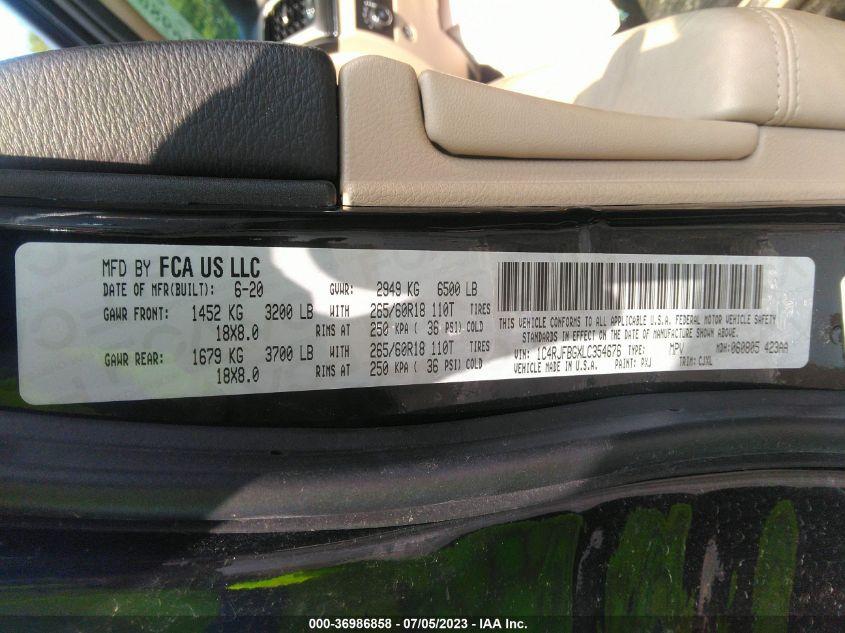 MFD BY FCA US LLC
DATE OF MFR(BUILT): 6-20 GVWR: 2949 KG 6500 LB
GAWR FRONT: 1452 KG 3200 LB WITH 265/60R18 110T TIRES
18X8.0 RIMS AT 250 KPA ( 36 PSI) COLD
GAWR REAR: 1679 KG 3700 LB WITH 265/60R18 110T TIRES
18X8.0 RIMS AT 250 KPA ( 36 PSI) COLD
THIS VEHICLE CONFORMS TO ALL APPLICABLE U.S.A. FEDERAL MOTOR VEHICLE SAFETY
STANDARDS IN EFFECT ON THE DATE OF MANUFACTURE SHOWN ABOVE.
VIN: 1C4RJFBGXLC354676 TYPE: MPV MDH: 060805 423AA
VEHICLE MADE IN U.S.A. PAINT: PXJ TRIM: CJXL
000-36986858 - 07/05/2023 - IAA Inc.